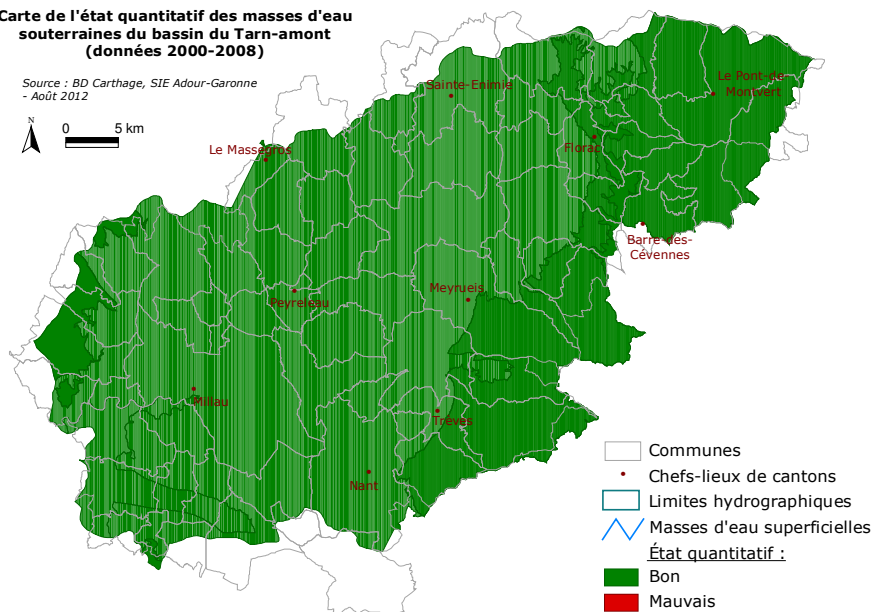 Carte de l'état quantitatif des masses d'eau
souterraines du bassin du Tarn-amont
(données 2000-2008)
Source : BD Carthage, SIE Adour-Garonne
- Août 2012
N
0 5 km
Sainte-Enimie
Le Pont-de-
Montvert
Florac
Le Massegros
Barre-des-
Cévennes
Meyrueis
Peyreleau
Millau
Trèves
Nant
Communes
Chefs-lieux de cantons
Limites hydrographiques
Masses d'eau superficielles
État quantitatif :
Bon
Mauvais